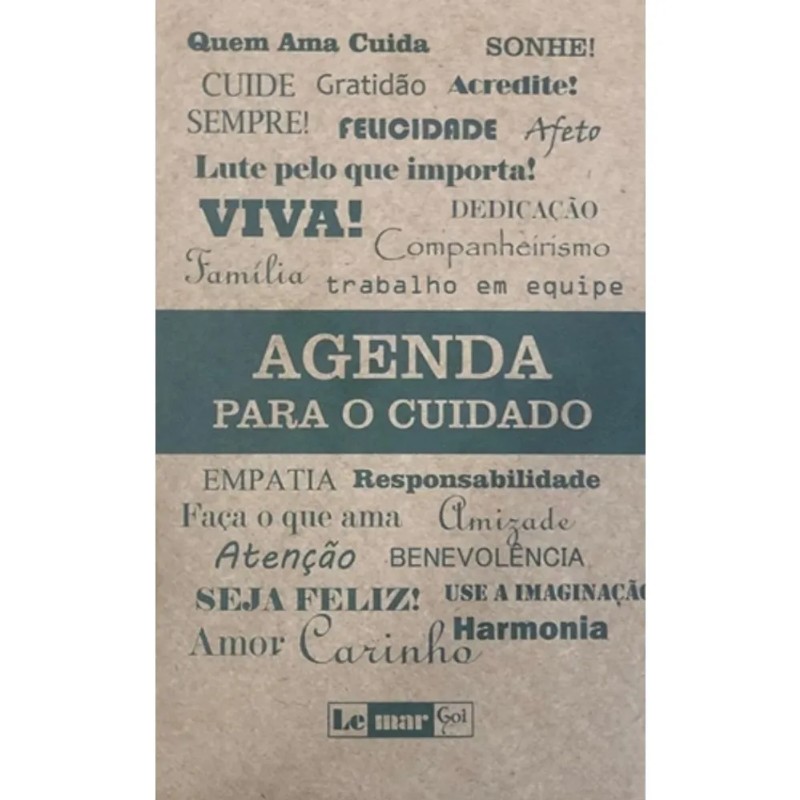 Quem Ama Cuida SONHE!
CUIDE Gratidão Acredite!
SEMPRE! FELICIDADE Afeto
Lute pelo que importa!
VIVA! DEDICAÇÃO
Companheirismo
Família trabalho em equipe
AGENDA
PARA O CUIDADO
EMPATIA Responsabilidade
Faça o que ama Amizade
Atenção BENEVOLÊNCIA
SEJA FELIZ! USE A IMAGINAÇÃO
Amor Carinho Harmonia
Le mar Goi